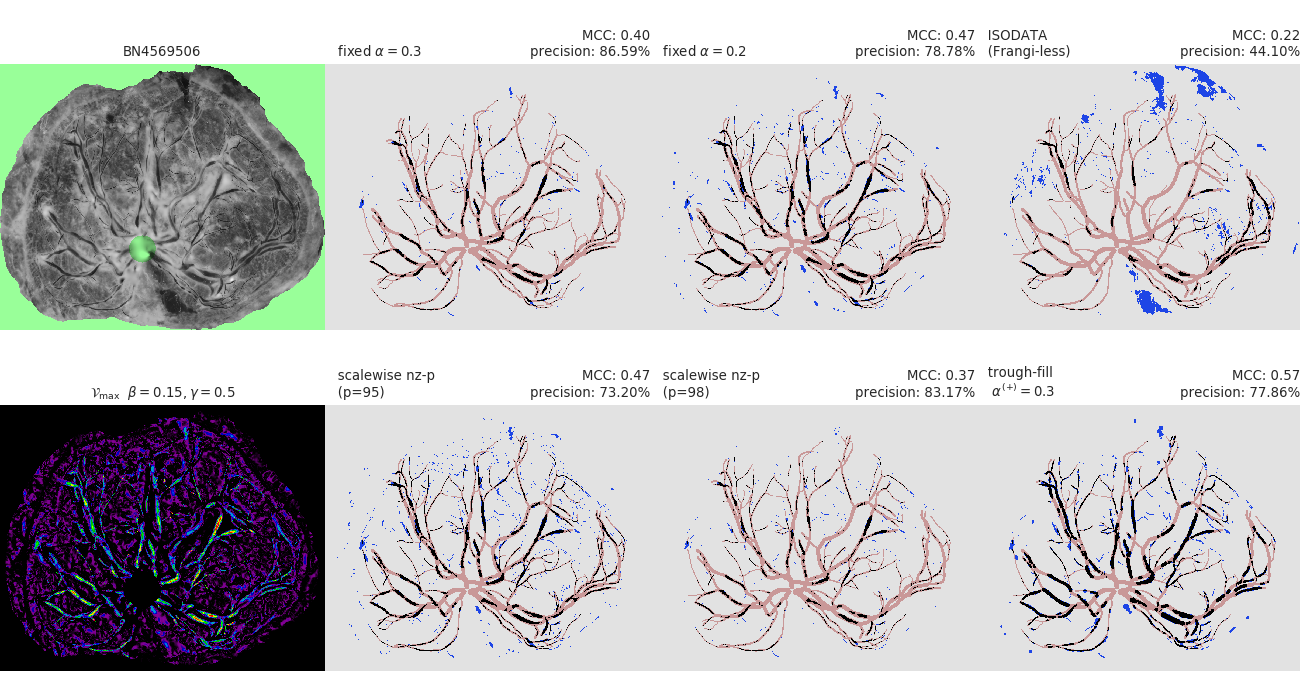 BN4569506
fixed α = 0.3
MCC: 0.40
precision: 86.59%
fixed α = 0.2
MCC: 0.47
precision: 78.78%
ISODATA
(Frangi-less)
MCC: 0.22
precision: 44.10%
𝒱max β = 0.15, γ = 0.5
scalewise nz-p
(p=95)
MCC: 0.47
precision: 73.20%
scalewise nz-p
(p=98)
MCC: 0.37
precision: 83.17%
trough-fill
α(+) = 0.3
MCC: 0.57
precision: 77.86%